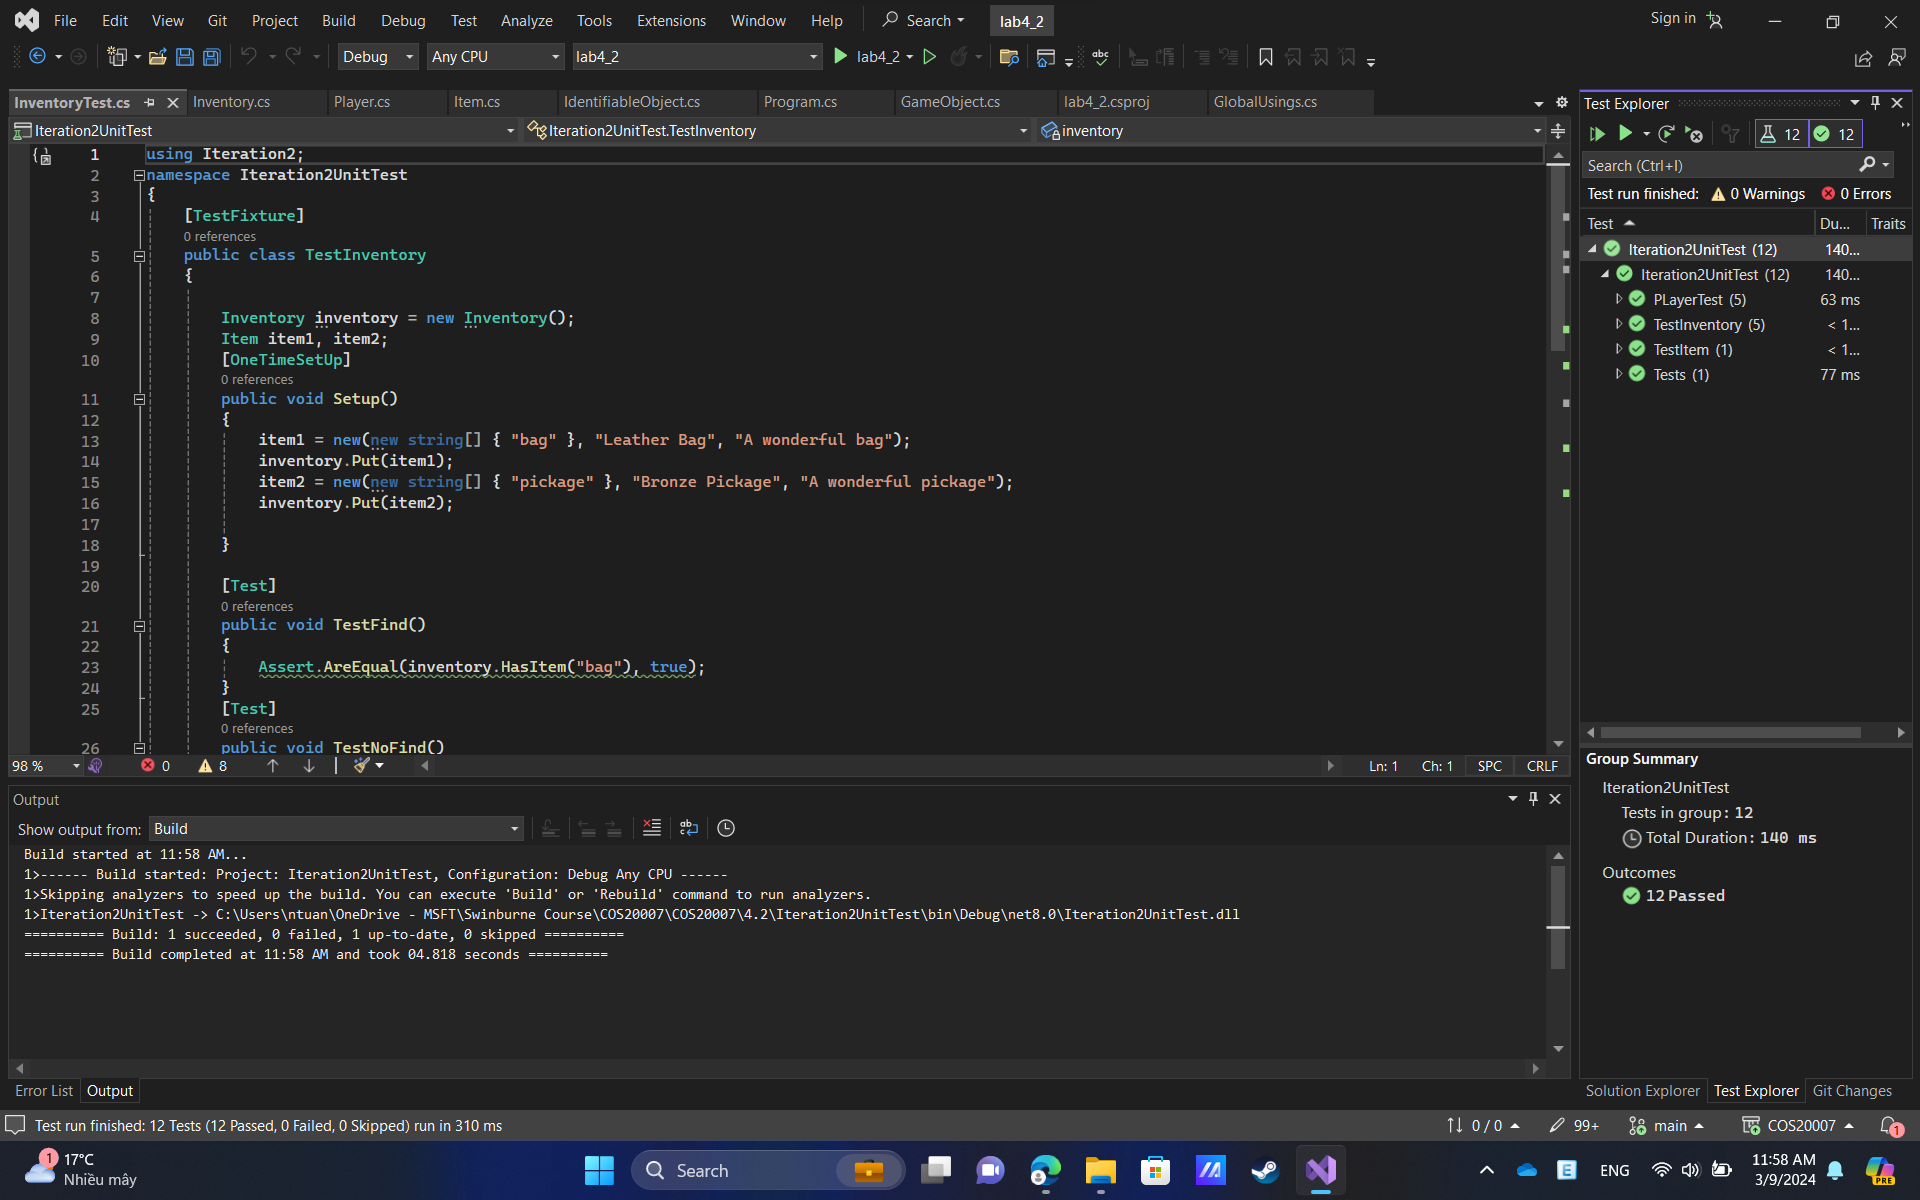 File Edit View Git Project Build Debug Test Analyze Tools Extensions Window Help Search lab4_2 Sign in
Debug Any CPU lab4_2 lab4_2
InventoryTest.cs Inventory.cs Player.cs Item.cs IdentifiableObject.cs Program.cs GameObject.cs lab4_2.csproj GlobalUsings.cs
Iteration2UnitTest Iteration2UnitTest.TestInventory inventory
1 using Iteration2;
2 namespace Iteration2UnitTest
3 {
4 [TestFixture]
0 references
5 public class TestInventory
6 {
7
8 Inventory inventory = new Inventory();
9 Item item1, item2;
10 [OneTimeSetUp]
0 references
11 public void Setup()
12 {
13 item1 = new(new string[] { "bag" }, "Leather Bag", "A wonderful bag");
14 inventory.Put(item1);
15 item2 = new(new string[] { "pickage" }, "Bronze Pickage", "A wonderful pickage");
16 inventory.Put(item2);
17
18 }
19
20 [Test]
0 references
21 public void TestFind()
22 {
23 Assert.AreEqual(inventory.HasItem("bag"), true);
24 }
25 [Test]
0 references
26 public void TestNoFind()
98 % 0 8 Ln: 1 Ch: 1 SPC CRLF
Output
Show output from: Build
Build started at 11:58 AM...
1>------ Build started: Project: Iteration2UnitTest, Configuration: Debug Any CPU ------
1>Skipping analyzers to speed up the build. You can execute 'Build' or 'Rebuild' command to run analyzers.
1>Iteration2UnitTest -> C:\Users\ntuan\OneDrive - MSFT\Swinburne Course\COS20007\COS20007\4.2\Iteration2UnitTest\bin\Debug\net8.0\Iteration2UnitTest.dll
========== Build: 1 succeeded, 0 failed, 1 up-to-date, 0 skipped ==========
========== Build completed at 11:58 AM and took 04.818 seconds ==========
Error List Output
Test Explorer
12 12
Search (Ctrl+I)
Test run finished: 0 Warnings 0 Errors
Test Du... Traits
Iteration2UnitTest (12) 140...
Iteration2UnitTest (12) 140...
PLayerTest (5) 63 ms
TestInventory (5) < 1...
TestItem (1) < 1...
Tests (1) 77 ms
Group Summary
Iteration2UnitTest
Tests in group: 12
Total Duration: 140 ms
Outcomes
12 Passed
Solution Explorer Test Explorer Git Changes
Test run finished: 12 Tests (12 Passed, 0 Failed, 0 Skipped) run in 310 ms 0 / 0 99+ main COS20007 1
1 17°C
Nhiều mây
Search
ENG
11:58 AM
3/9/2024
PRE